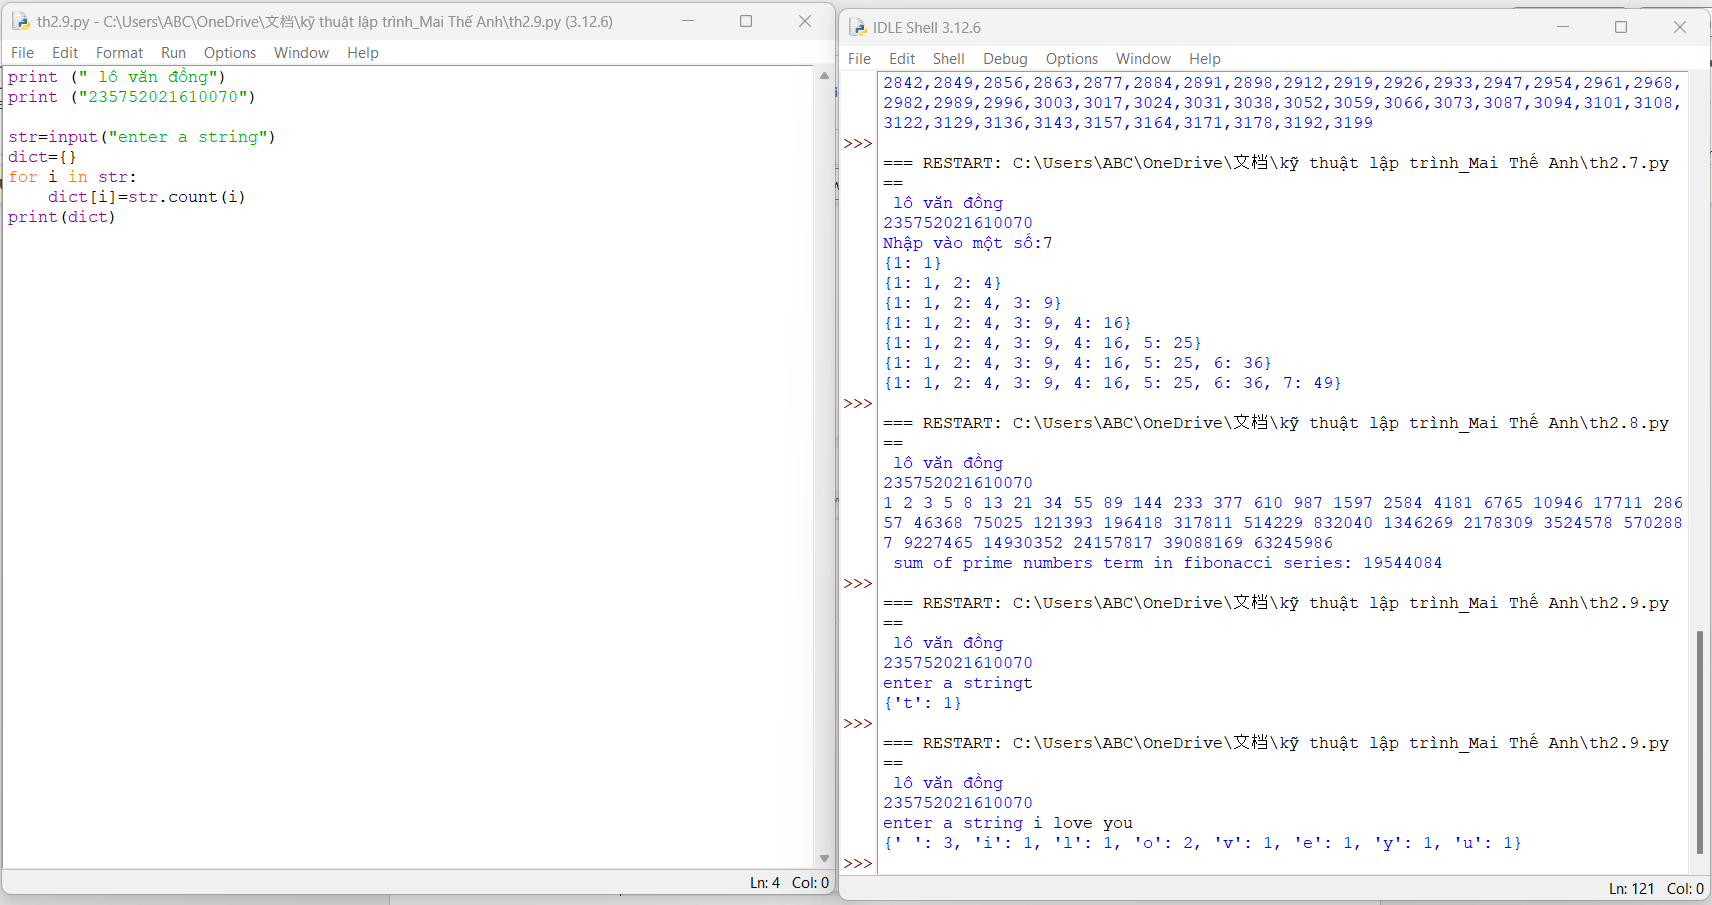 th2.9.py - C:\Users\ABC\OneDrive\文档\kỹ thuật lập trình_Mai Thế Anh\th2.9.py (3.12.6)
File Edit Format Run Options Window Help
print (" lô văn đồng")
print ("235752021610070")
str=input("enter a string")
dict={}
for i in str:
    dict[i]=str.count(i)
print(dict)
Ln: 4 Col: 0
IDLE Shell 3.12.6
File Edit Shell Debug Options Window Help
2842,2849,2856,2863,2877,2884,2891,2898,2912,2919,2926,2933,2947,2954,2961,2968,
2982,2989,2996,3003,3017,3024,3031,3038,3052,3059,3066,3073,3087,3094,3101,3108,
3122,3129,3136,3143,3157,3164,3171,3178,3192,3199
>>>
=== RESTART: C:\Users\ABC\OneDrive\文档\kỹ thuật lập trình_Mai Thế Anh\th2.7.py
==
 lô văn đồng
235752021610070
Nhập vào một số:7
{1: 1}
{1: 1, 2: 4}
{1: 1, 2: 4, 3: 9}
{1: 1, 2: 4, 3: 9, 4: 16}
{1: 1, 2: 4, 3: 9, 4: 16, 5: 25}
{1: 1, 2: 4, 3: 9, 4: 16, 5: 25, 6: 36}
{1: 1, 2: 4, 3: 9, 4: 16, 5: 25, 6: 36, 7: 49}
>>>
=== RESTART: C:\Users\ABC\OneDrive\文档\kỹ thuật lập trình_Mai Thế Anh\th2.8.py
==
 lô văn đồng
235752021610070
1 2 3 5 8 13 21 34 55 89 144 233 377 610 987 1597 2584 4181 6765 10946 17711 286
57 46368 75025 121393 196418 317811 514229 832040 1346269 2178309 3524578 570288
7 9227465 14930352 24157817 39088169 63245986
 sum of prime numbers term in fibonacci series: 19544084
>>>
=== RESTART: C:\Users\ABC\OneDrive\文档\kỹ thuật lập trình_Mai Thế Anh\th2.9.py
==
 lô văn đồng
235752021610070
enter a stringt
{'t': 1}
>>>
=== RESTART: C:\Users\ABC\OneDrive\文档\kỹ thuật lập trình_Mai Thế Anh\th2.9.py
==
 lô văn đồng
235752021610070
enter a string i love you
{' ': 3, 'i': 1, 'l': 1, 'o': 2, 'v': 1, 'e': 1, 'y': 1, 'u': 1}
>>>
Ln: 121 Col: 0